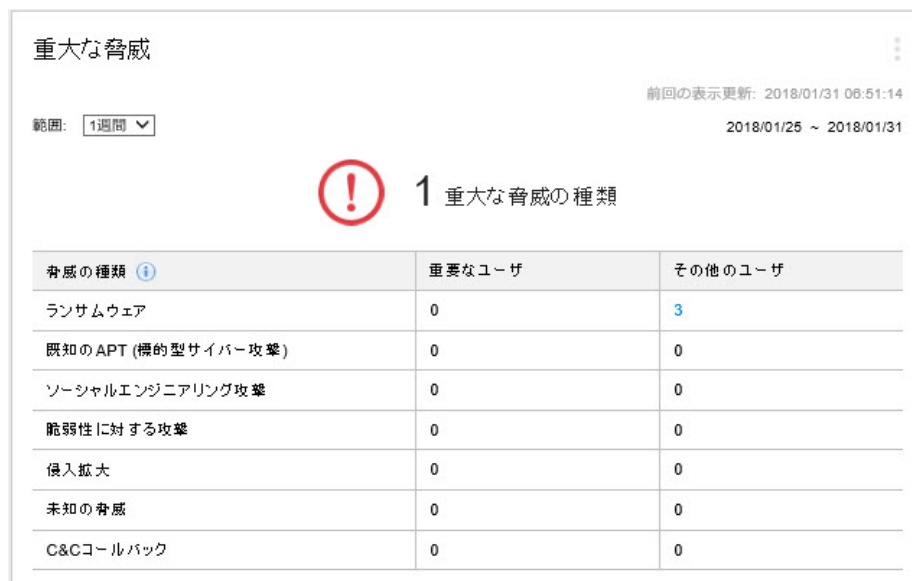 重大な脅威
前回の表示更新: 2018/01/31 06:51:14
範囲: 1週間
2018/01/25 ~ 2018/01/31
1 重大な脅威の種類
脅威の種類 重要なユーザ その他のユーザ
ランサムウェア 0 3
既知のAPT (標的型サイバー攻撃) 0 0
ソーシャルエンジニアリング攻撃 0 0
脆弱性に対する攻撃 0 0
侵入拡大 0 0
未知の脅威 0 0
C&Cコールバック 0 0